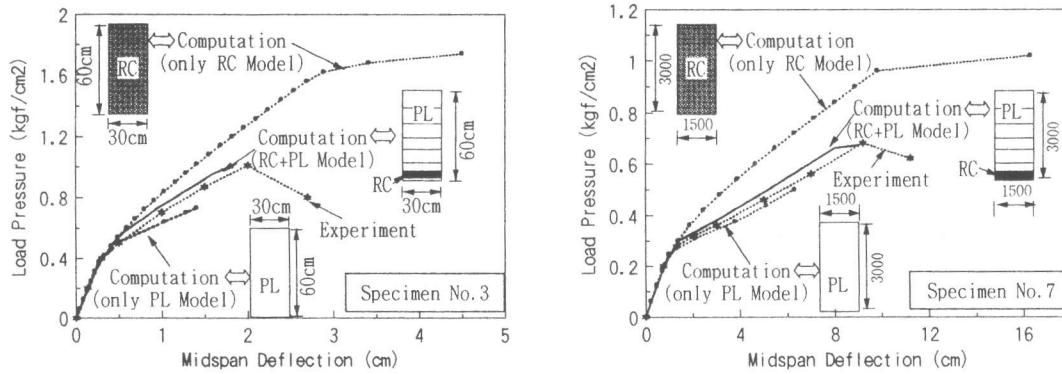 2
1.6
1.2
0.8
0.4
0
Load Pressure (kgf/cm2)
60cm
RC
30cm
Computation
(only RC Model)
PL
60cm
Computation
(RC+PL Model)
RC
30cm
30cm
Experiment
Computation
(only PL Model)
PL
60cm
Specimen No.3
0 1 2 3 4 5
Midspan Deflection (cm)
1.2
1
0.8
0.6
0.4
0.2
0
Load Pressure (kgf/cm2)
3000
RC
1500
Computation
(only RC Model)
PL
3000
Computation
(RC+PL Model)
RC
1500
Experiment
1500
Computation
(only PL Model)
PL
3000
Specimen No.7
0 4 8 12 16
Midspan Deflection (cm)